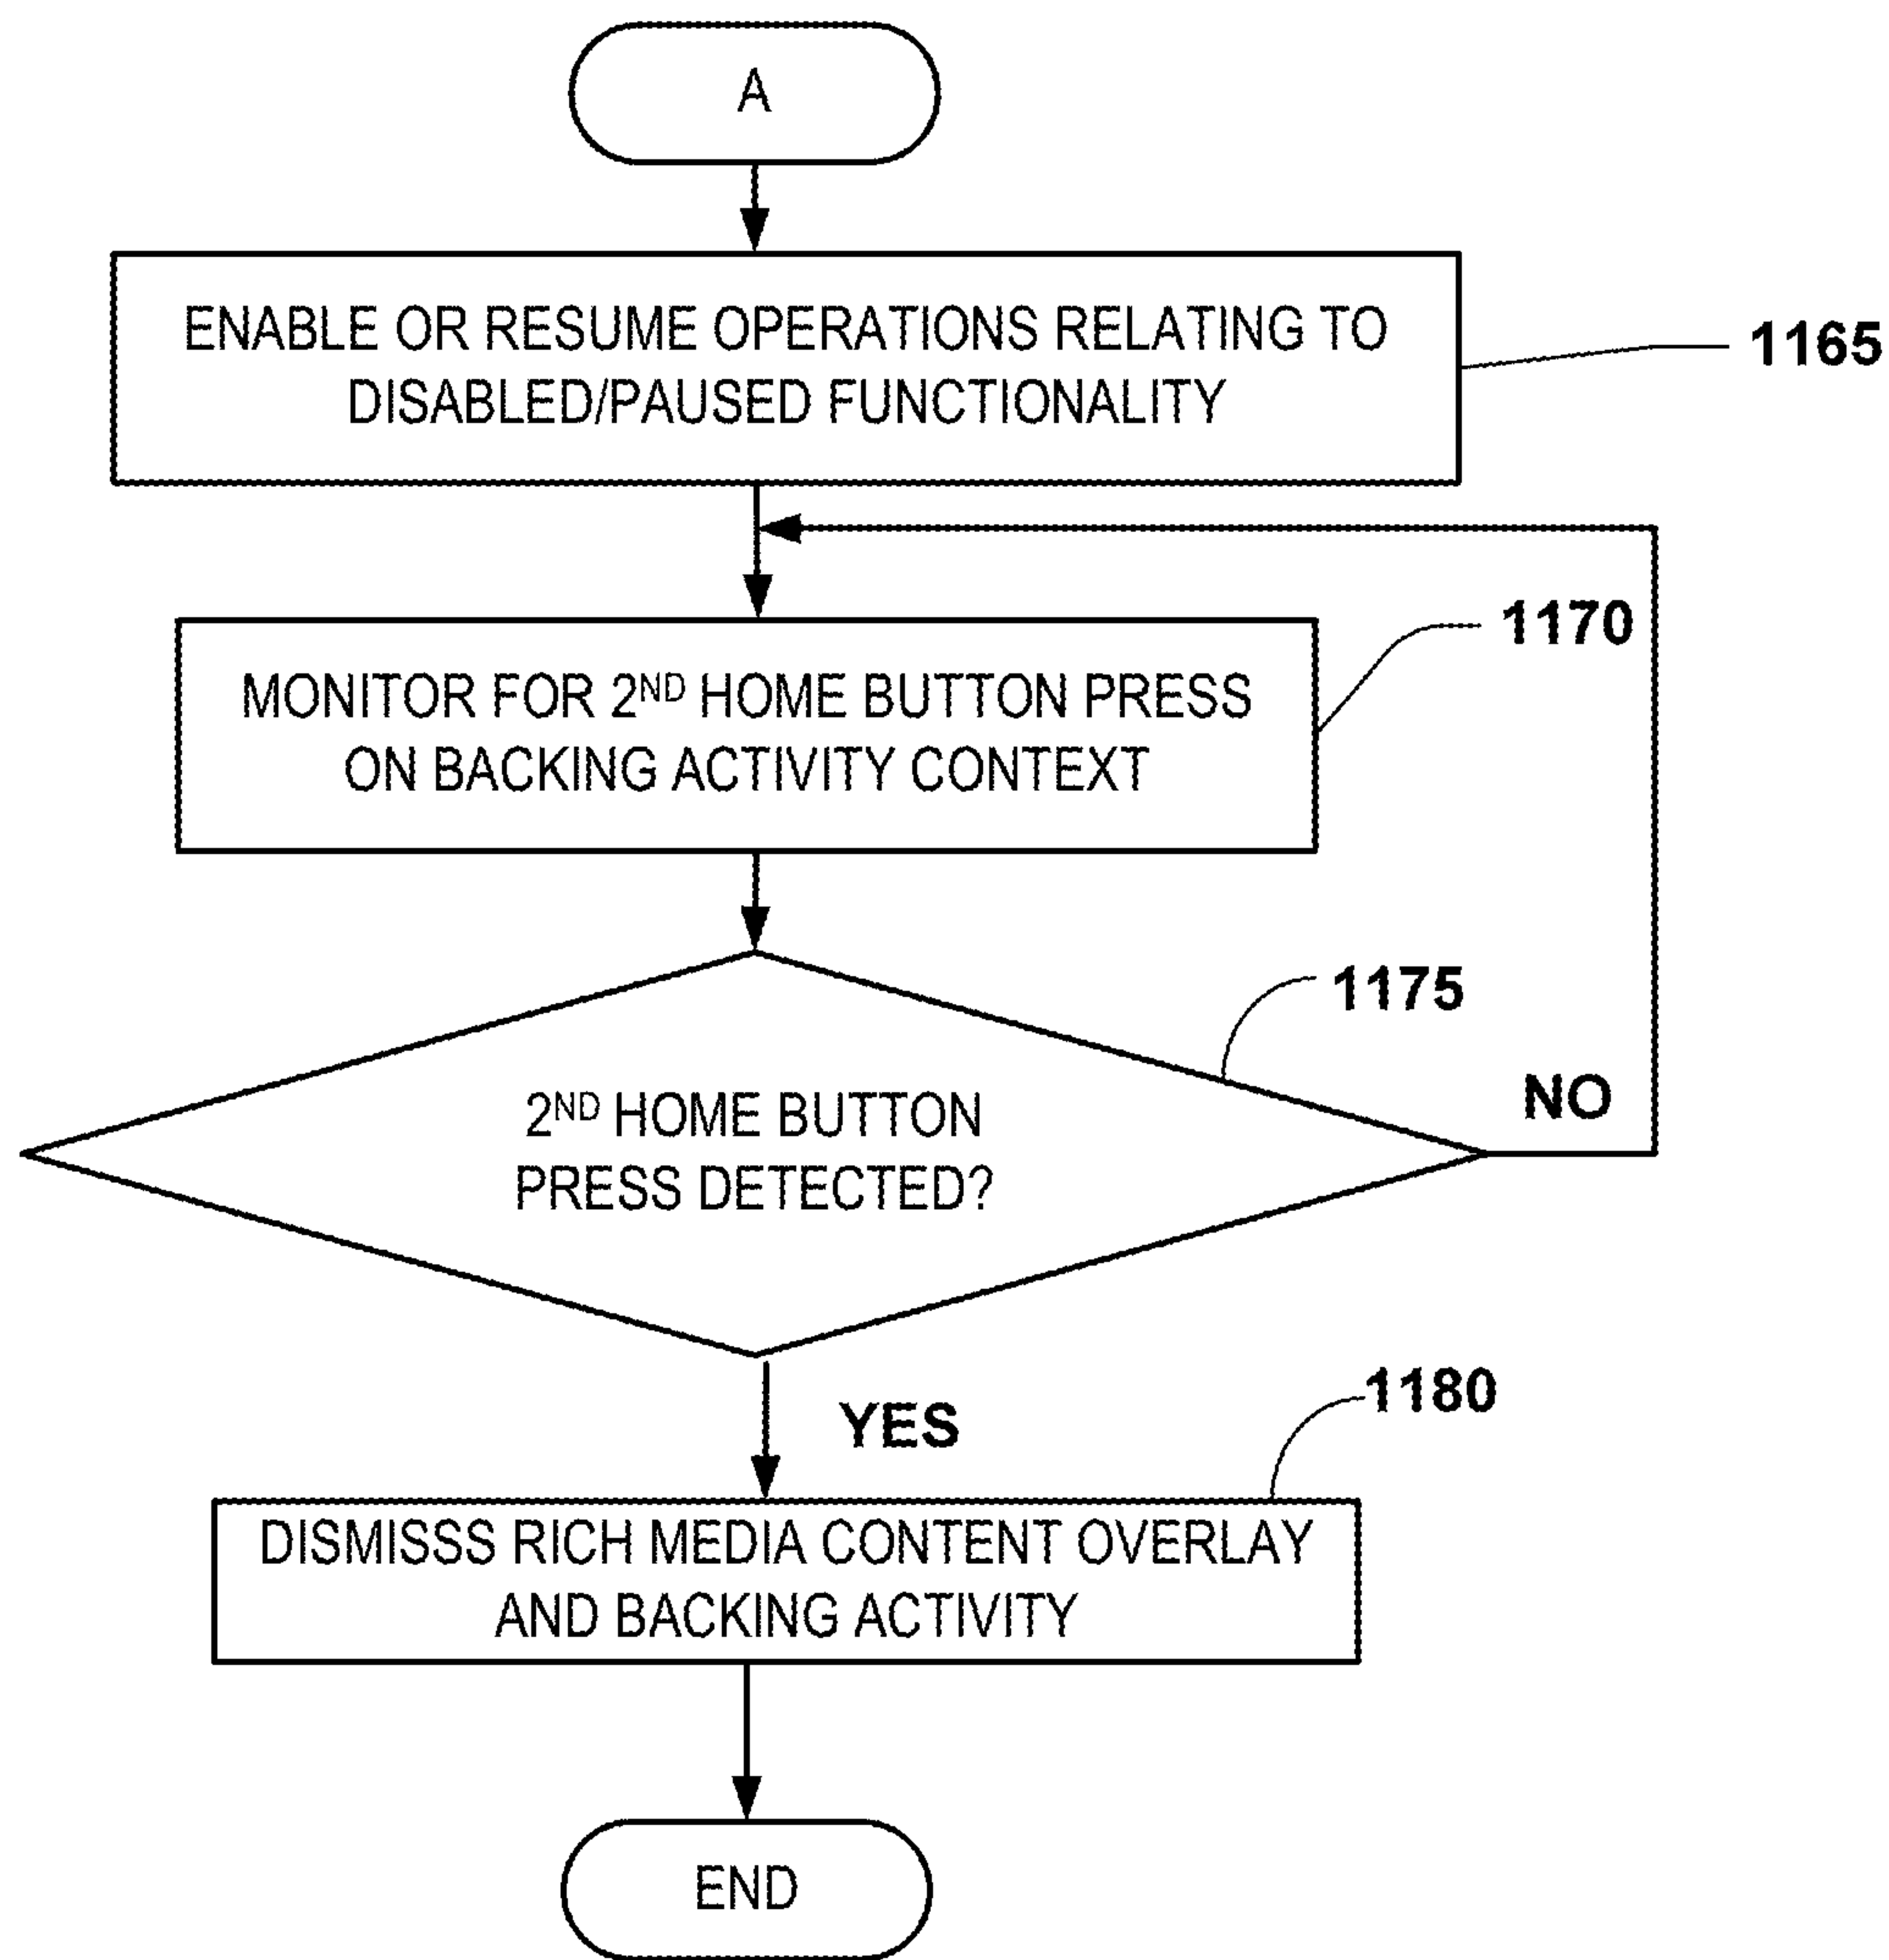 A
ENABLE OR RESUME OPERATIONS RELATING TO
DISABLED/PAUSED FUNCTIONALITY
1165
1170
MONITOR FOR 2ND HOME BUTTON PRESS
ON BACKING ACTIVITY CONTEXT
1175
2ND HOME BUTTON
PRESS DETECTED?
NO
YES
1180
DISMISSS RICH MEDIA CONTENT OVERLAY
AND BACKING ACTIVITY
END